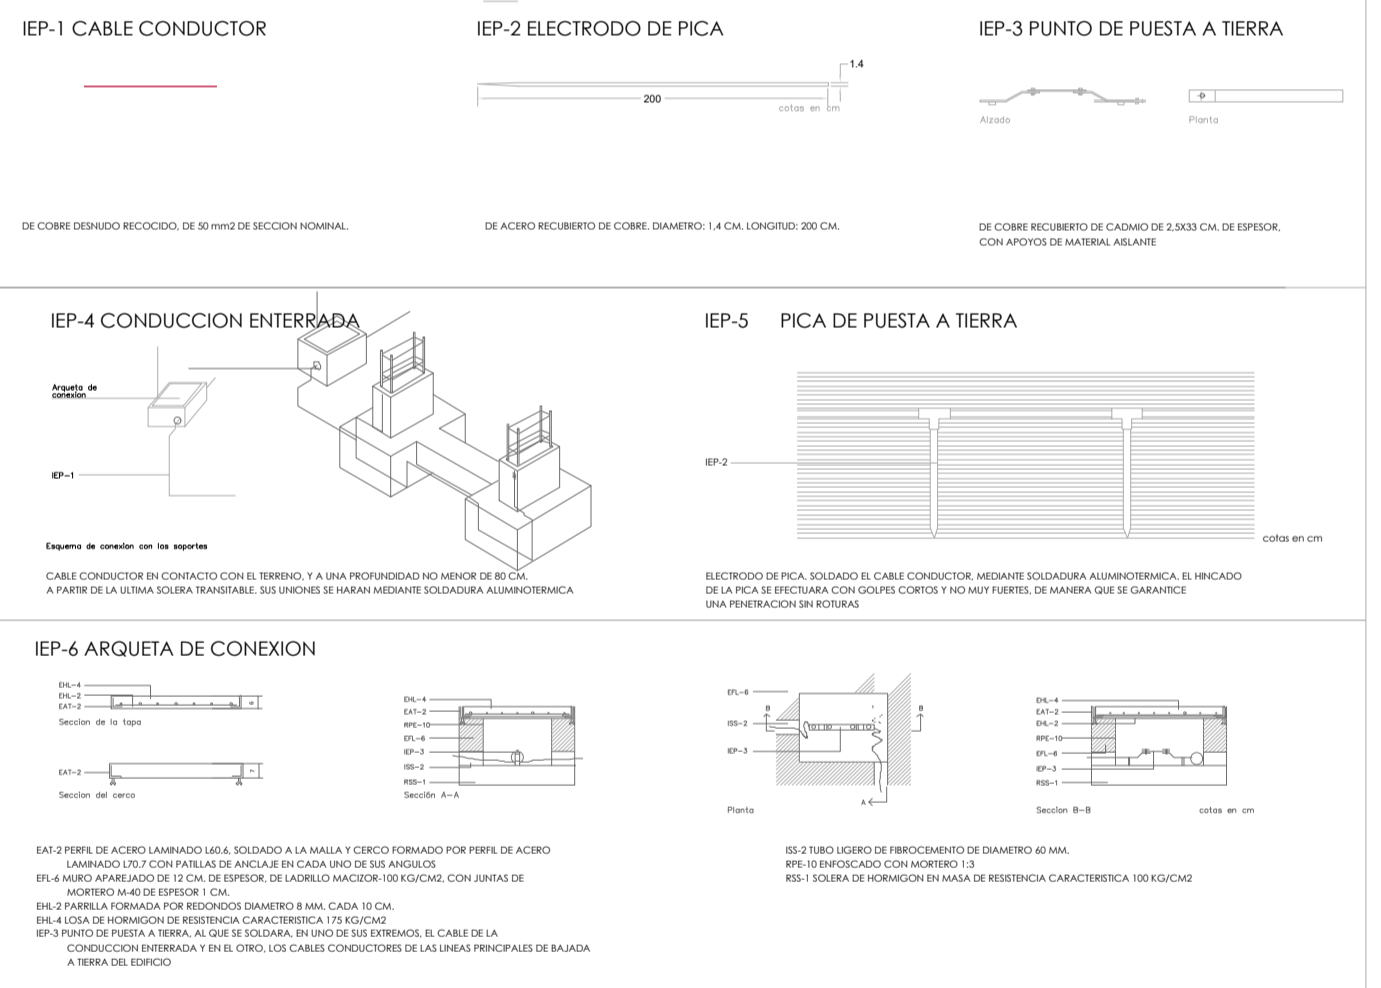 IEP-1 CABLE CONDUCTOR
DE COBRE DESNUDO RECOCIDO, DE 50 mm2 DE SECCION NOMINAL.
IEP-2 ELECTRODO DE PICA
1.4
200
cotas en cm
DE ACERO RECUBIERTO DE COBRE. DIAMETRO: 1,4 CM. LONGITUD: 200 CM.
IEP-3 PUNTO DE PUESTA A TIERRA
Alzado
Planta
DE COBRE RECUBIERTO DE CADMIO DE 2,5X33 CM. DE ESPESOR,
CON APOYOS DE MATERIAL AISLANTE
IEP-4 CONDUCCION ENTERRADA
Arqueta de
conexion
IEP-1
Esquema de conexion con los soportes
CABLE CONDUCTOR EN CONTACTO CON EL TERRENO, Y A UNA PROFUNDIDAD NO MENOR DE 80 CM.
A PARTIR DE LA ULTIMA SOLERA TRANSITABLE. SUS UNIONES SE HARAN MEDIANTE SOLDADURA ALUMINOTERMICA
IEP-5 PICA DE PUESTA A TIERRA
IEP-2
cotas en cm
ELECTRODO DE PICA. SOLDADO EL CABLE CONDUCTOR, MEDIANTE SOLDADURA ALUMINOTERMICA. EL HINCADO
DE LA PICA SE EFECTUARA CON GOLPES CORTOS Y NO MUY FUERTES, DE MANERA QUE SE GARANTICE
UNA PENETRACION SIN ROTURAS
IEP-6 ARQUETA DE CONEXION
EHL-4
EHL-2
EAT-2
6
Seccion de la tapa
EAT-2
7
Seccion del cerco
EHL-4
EAT-2
RPE-10
EFL-6
IEP-3
ISS-2
RSS-1
Sección A-A
EFL-6
ISS-2
IEP-3
B
B
A
Planta
EHL-4
EAT-2
EHL-2
RPE-10
EFL-6
IEP-3
RSS-1
Seccion B-B
cotas en cm
EAT-2 PERFIL DE ACERO LAMINADO L60.6, SOLDADO A LA MALLA Y CERCO FORMADO POR PERFIL DE ACERO
LAMINADO L70.7 CON PATILLAS DE ANCLAJE EN CADA UNO DE SUS ANGULOS
EFL-6 MURO APAREJADO DE 12 CM. DE ESPESOR, DE LADRILLO MACIZOR-100 KG/CM2, CON JUNTAS DE
MORTERO M-40 DE ESPESOR 1 CM.
EHL-2 PARRILLA FORMADA POR REDONDOS DIAMETRO 8 MM. CADA 10 CM.
EHL-4 LOSA DE HORMIGON DE RESISTENCIA CARACTERISTICA 175 KG/CM2
IEP-3 PUNTO DE PUESTA A TIERRA, AL QUE SE SOLDARA, EN UNO DE SUS EXTREMOS, EL CABLE DE LA
CONDUCCION ENTERRADA Y EN EL OTRO, LOS CABLES CONDUCTORES DE LAS LINEAS PRINCIPALES DE BAJADA
A TIERRA DEL EDIFICIO
ISS-2 TUBO LIGERO DE FIBROCEMENTO DE DIAMETRO 60 MM.
RPE-10 ENFOSCADO CON MORTERO 1:3
RSS-1 SOLERA DE HORMIGON EN MASA DE RESISTENCIA CARACTERISTICA 100 KG/CM2